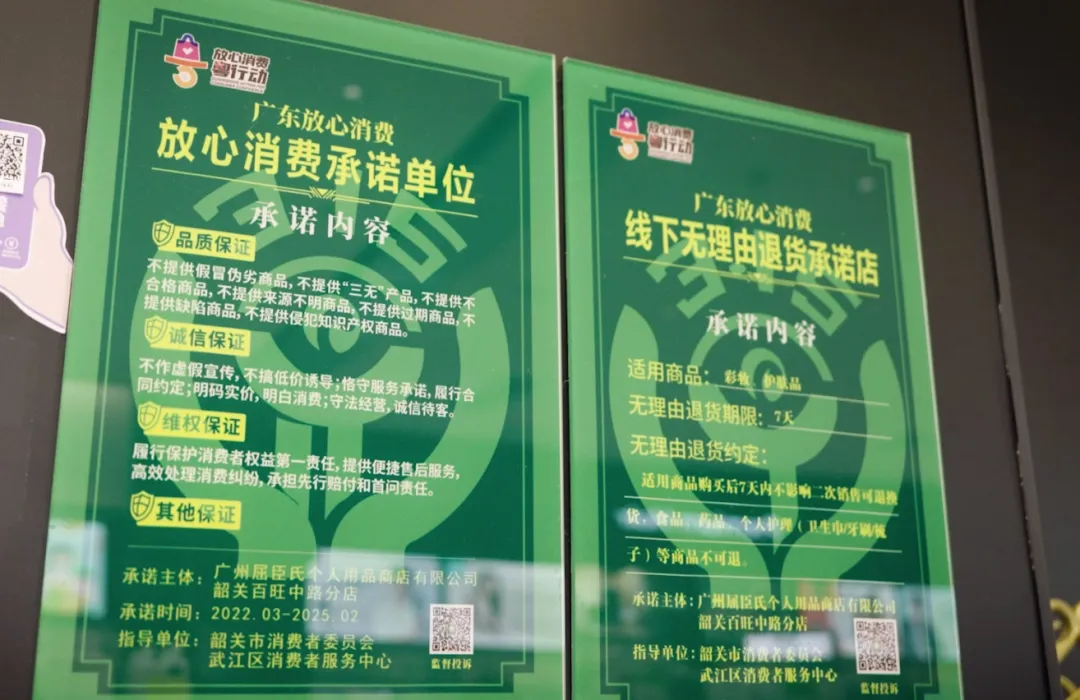 放心消费
粤行动
广东放心消费
放心消费承诺单位
承诺内容
品质保证
不提供假冒伪劣商品,不提供“三无”产品,不提供不
合格商品,不提供来源不明商品,不提供过期商品,不
提供缺陷商品,不提供侵犯知识产权商品。
诚信保证
不作虚假宣传,不搞低价诱导;恪守服务承诺,履行合
同约定;明码实价,明白消费;守法经营,诚信待客。
维权保证
履行保护消费者权益第一责任,提供便捷售后服务,
高效处理消费纠纷,承担先行赔付和首问责任。
其他保证
承诺主体:广州屈臣氏个人用品商店有限公司
韶关百旺中路分店
承诺时间:2022.03-2025.02
指导单位:韶关市消费者委员会
武江区消费者服务中心
监督投诉
放心消费
粤行动
广东放心消费
线下无理由退货承诺店
承诺内容
适用商品:彩妆、护肤品
无理由退货期限:7天
无理由退货约定:
适用商品购买后7天内不影响二次销售可退换
货,食品、药品、个人护理(卫生巾/牙刷/梳
子)等商品不可退。
承诺主体:广州屈臣氏个人用品商店有限公司
韶关百旺中路分店
指导单位:韶关市消费者委员会
武江区消费者服务中心
监督投诉